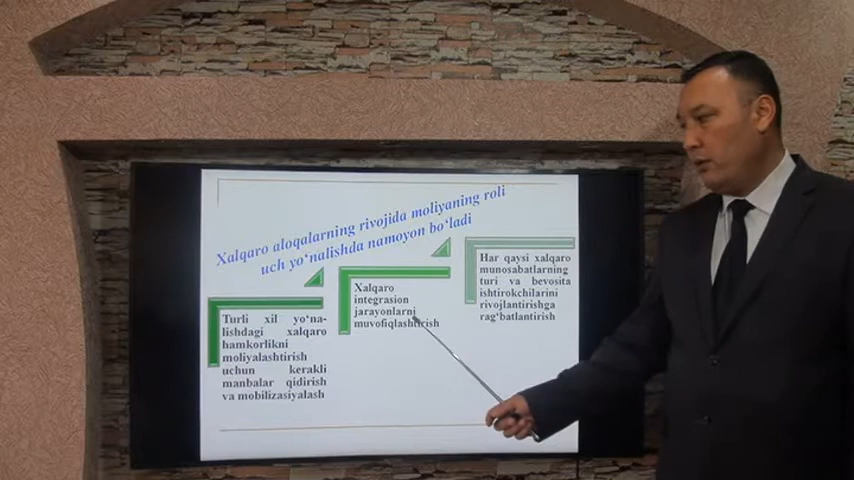 Xalqaro aloqalarning rivojida moliyaning roli
uch yo‘nalishda namoyon bo‘ladi
Turli xil yo‘na-
lishdagi xalqaro
hamkorlikni
moliyalashtirish
uchun kerakli
manbalar qidirish
va mobilizasiyalash
Xalqaro
integrasion
jarayonlarni
muvofiqlashtirish
Har qaysi xalqaro
munosabatlarning
turi va bevosita
ishtirokchilarini
rivojlantirishga
rag‘batlantirish